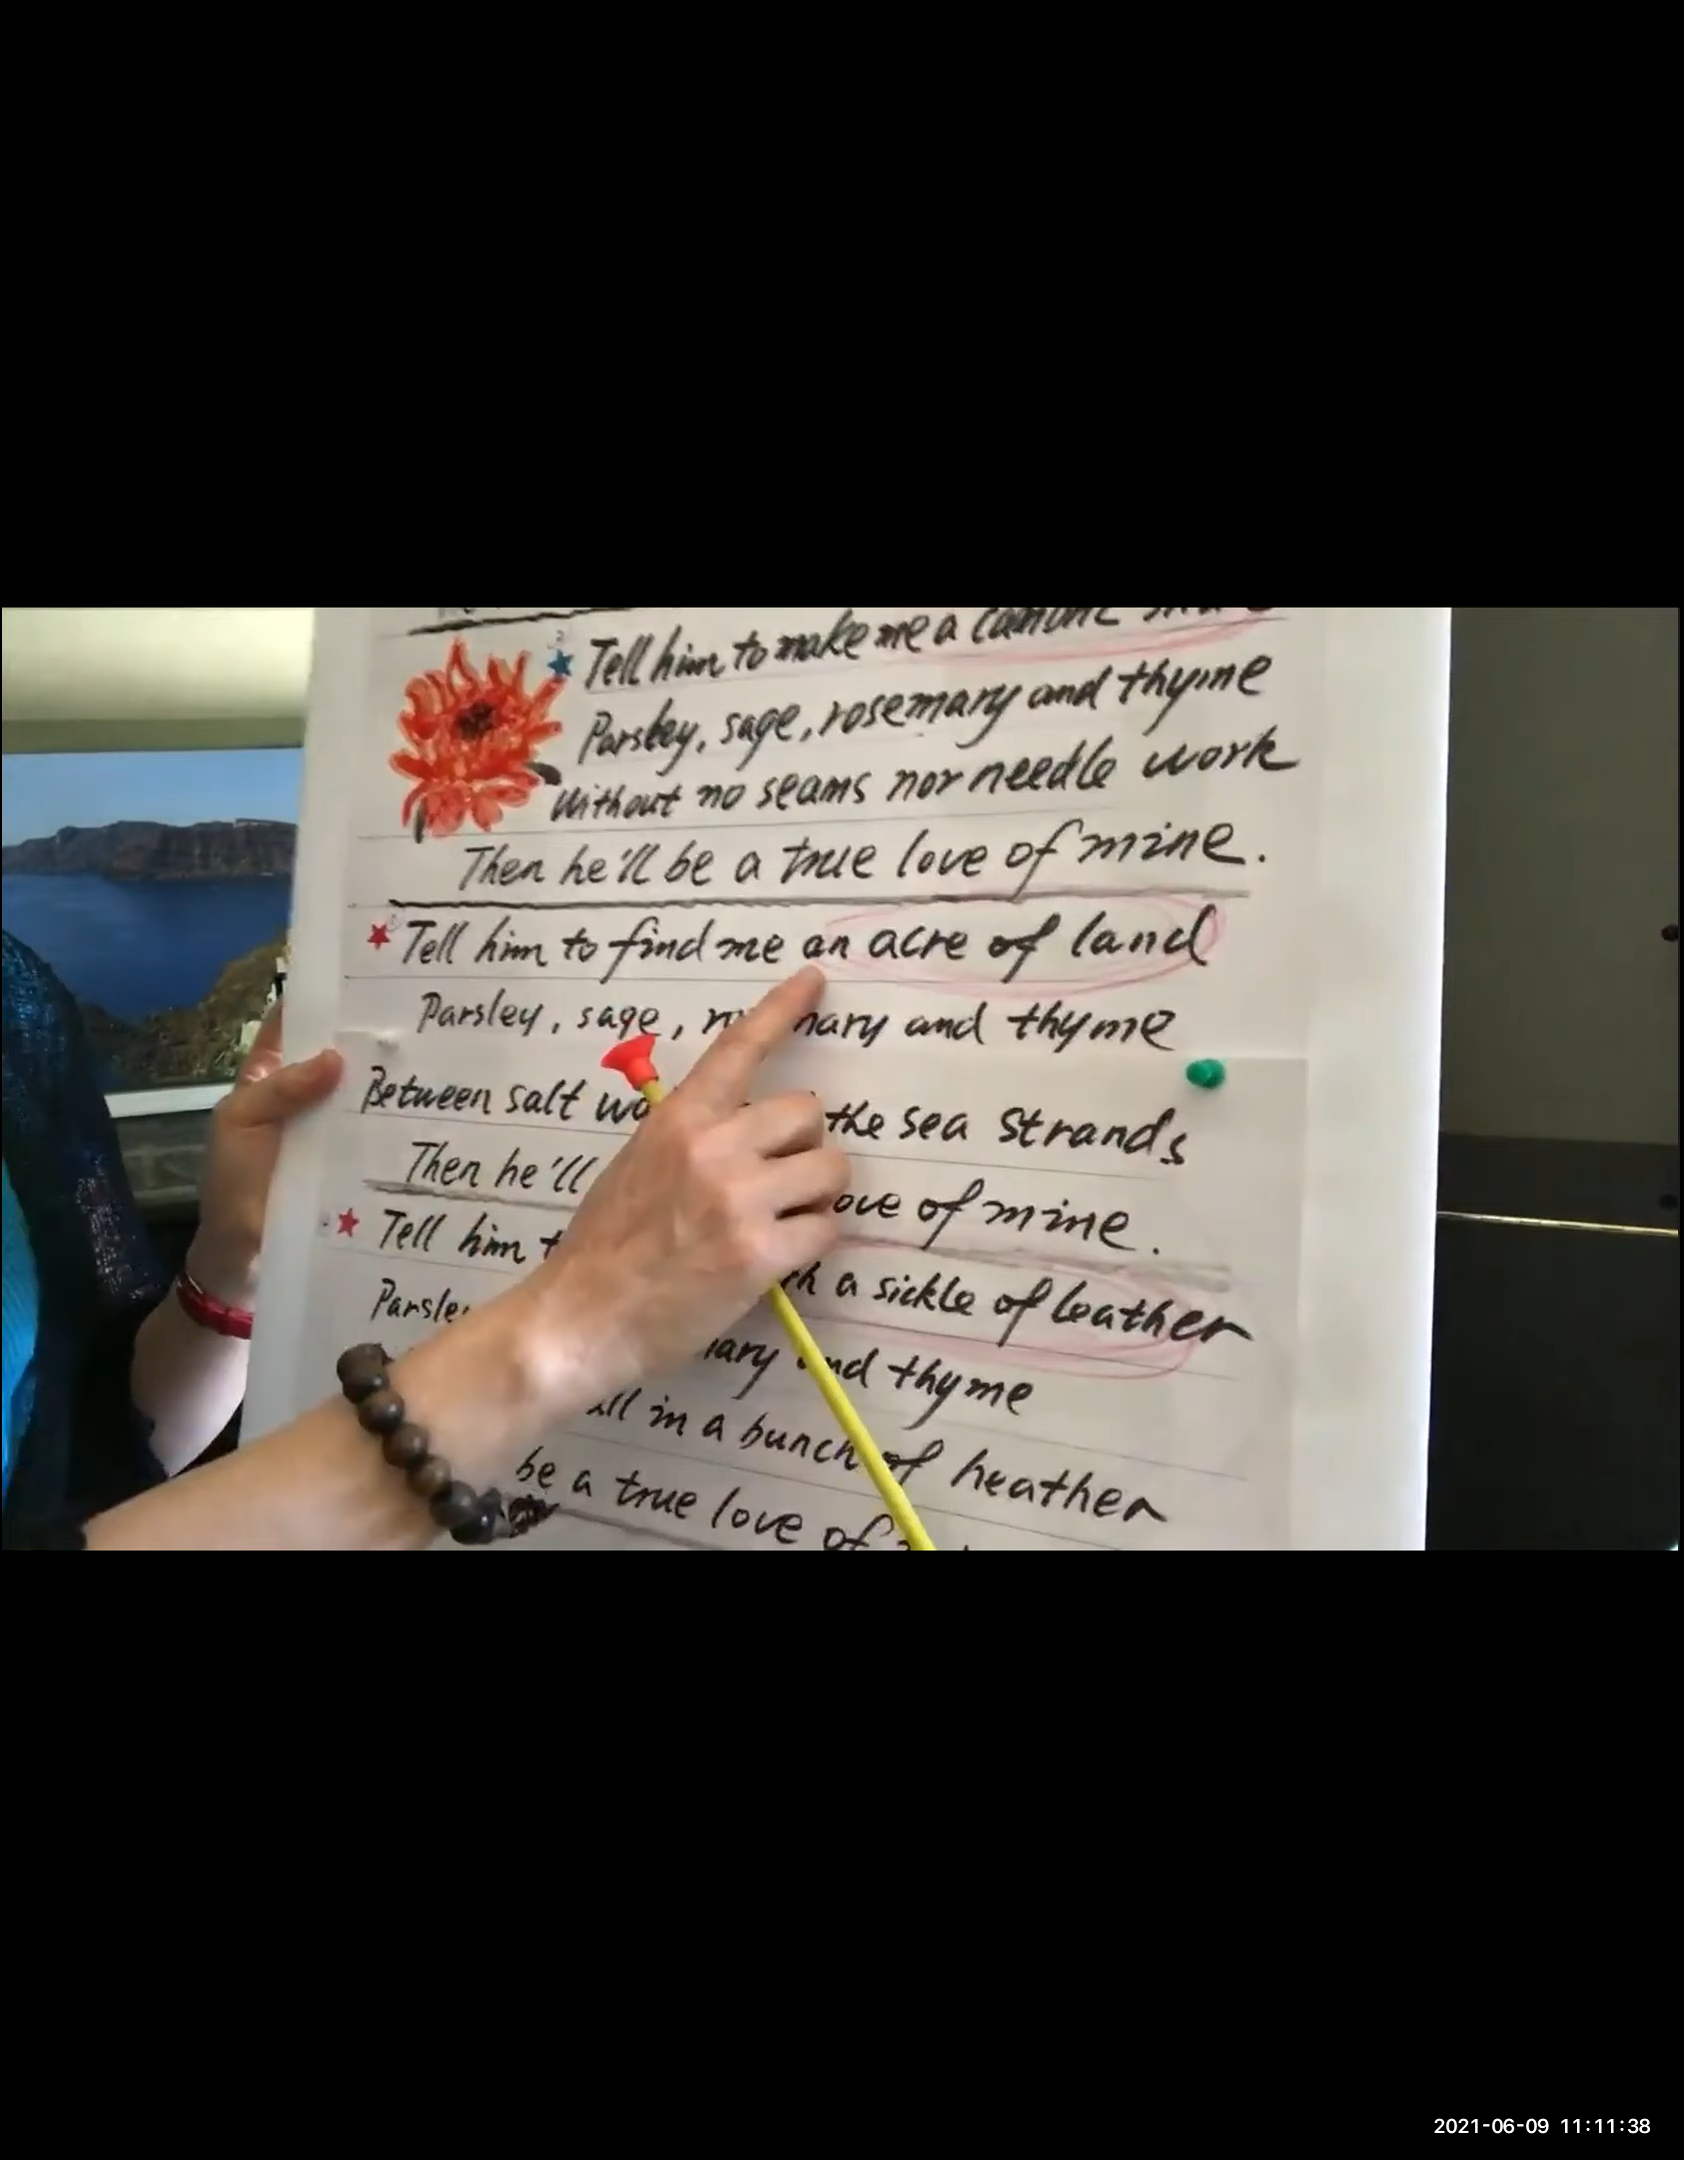 Tell him to make me a
Parsley, sage, rosemary and thyme
Without no seams nor needle work
Then he'll be a true love of mine.
Tell him to find me an acre of land
Parsley, sage, and thyme
Between salt the sea strands
Then he'll of mine.
Tell him a sickle of leather
and thyme
in a bunch of heather
be a true love of
2021-06-09 11:11:38